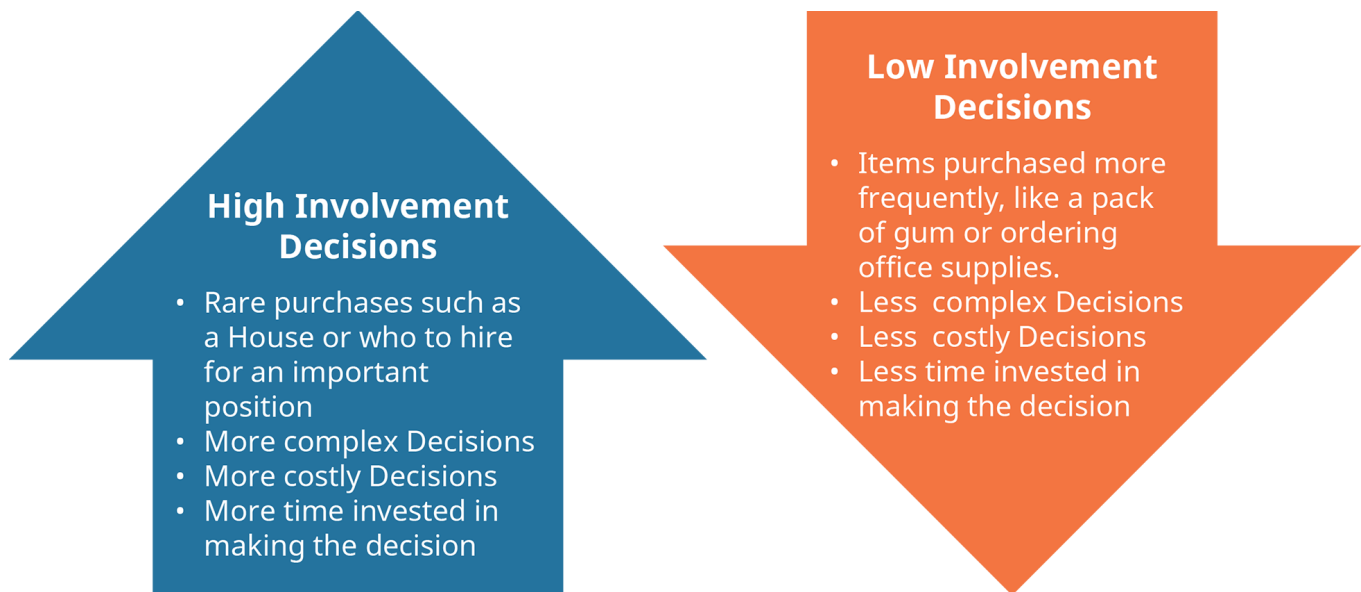 High Involvement
Decisions
• Rare purchases such as
a House or who to hire
for an important
position
• More complex Decisions
• More costly Decisions
• More time invested in
making the decision
Low Involvement
Decisions
• Items purchased more
frequently, like a pack
of gum or ordering
office supplies.
• Less  complex Decisions
• Less  costly Decisions
• Less time invested in
making the decision